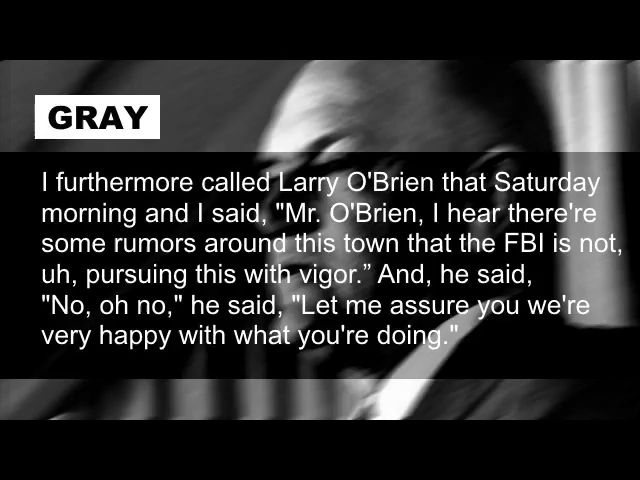 GRAY
I furthermore called Larry O'Brien that Saturday
morning and I said, "Mr. O'Brien, I hear there're
some rumors around this town that the FBI is not,
uh, pursuing this with vigor.” And, he said,
"No, oh no," he said, "Let me assure you we're
very happy with what you're doing."